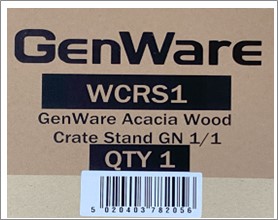 GenWare
WCRS1
GenWare Acacia Wood
Crate Stand GN 1/1
QTY 1
5 020403 782056